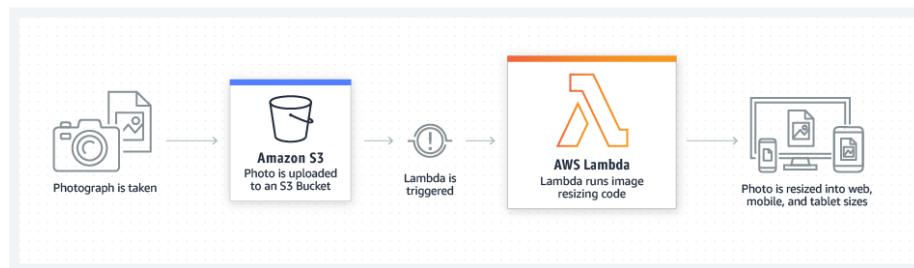 Photograph is taken
Amazon S3
Photo is uploaded
to an S3 Bucket
Lambda is
triggered
AWS Lambda
Lambda runs image
resizing code
Photo is resized into web,
mobile, and tablet sizes